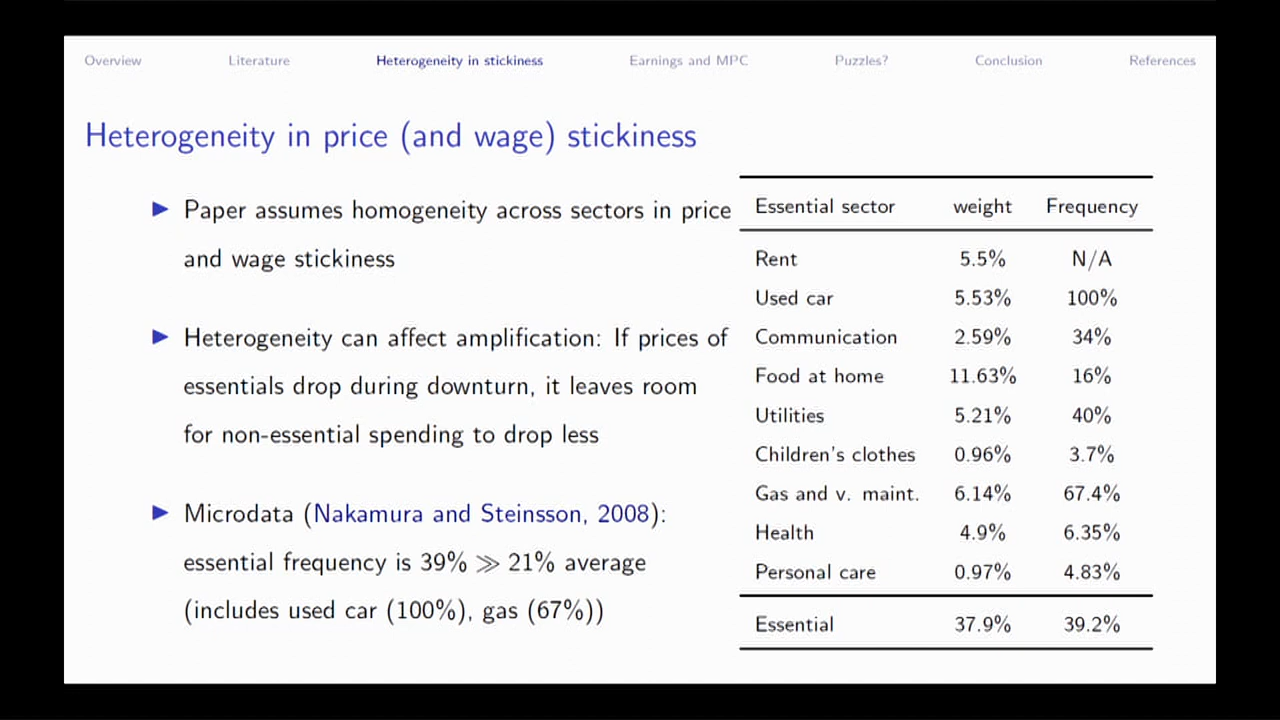 Overview Literature Heterogeneity in stickiness Earnings and MPC Puzzles? Conclusion References
Heterogeneity in price (and wage) stickiness
▶ Paper assumes homogeneity across sectors in price
and wage stickiness
▶ Heterogeneity can affect amplification: If prices of
essentials drop during downturn, it leaves room
for non-essential spending to drop less
▶ Microdata (Nakamura and Steinsson, 2008):
essential frequency is 39% ≫ 21% average
(includes used car (100%), gas (67%))
Essential sector weight Frequency
Rent 5.5% N/A
Used car 5.53% 100%
Communication 2.59% 34%
Food at home 11.63% 16%
Utilities 5.21% 40%
Children's clothes 0.96% 3.7%
Gas and v. maint. 6.14% 67.4%
Health 4.9% 6.35%
Personal care 0.97% 4.83%
Essential 37.9% 39.2%